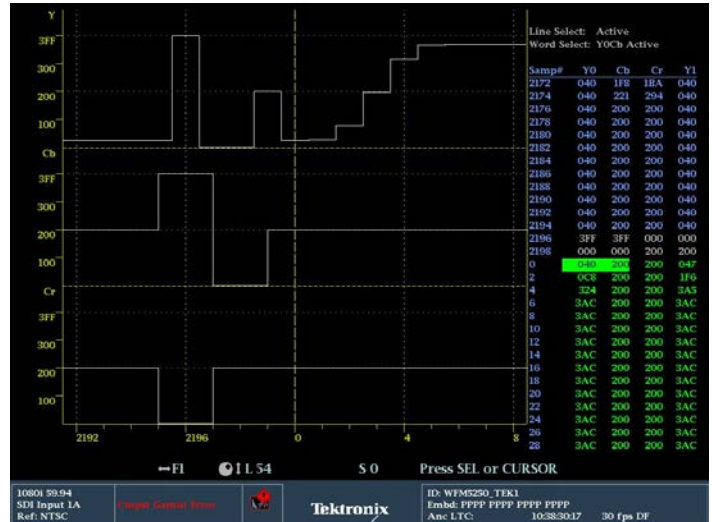 Y
3FF
300
200
100
Cb
3FF
300
200
100
Cr
3FF
300
200
100
2192 2196 0 4 8
Line Select: Active
Word Select: Y0Cb Active
Samp# Y0 Cb Cr Y1
2172 040 1F8 1BA 040
2174 040 221 294 040
2176 040 200 200 040
2178 040 200 200 040
2180 040 200 200 040
2182 040 200 200 040
2184 040 200 200 040
2186 040 200 200 040
2188 040 200 200 040
2190 040 200 200 040
2192 040 200 200 040
2194 040 200 200 040
2196 3FF 3FF 000 000
2198 000 000 200 200
0 040 200 200 047
2 0C8 200 200 1F6
4 324 200 200 3A5
6 3AC 200 200 3AC
8 3AC 200 200 3AC
10 3AC 200 200 3AC
12 3AC 200 200 3AC
14 3AC 200 200 3AC
16 3AC 200 200 3AC
18 3AC 200 200 3AC
20 3AC 200 200 3AC
22 3AC 200 200 3AC
24 3AC 200 200 3AC
26 3AC 200 200 3AC
28 3AC 200 200 3AC
F1 L 54 S 0 Press SEL or CURSOR
1080i 59.94
SDI Input 1A
Ref: NTSC
Output Gamut Error
Tektronix
ID: WFM5250_TEK1
Embd: PPPP PPPP PPPP PPPP
Anc LTC: 10:38:30:17 30 fps DF